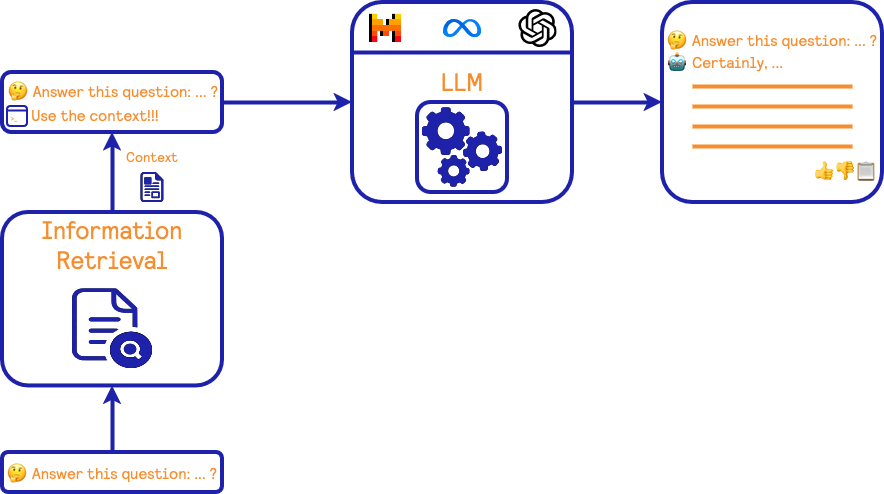 LLM
🤔 Answer this question: ... ?
🤖 Certainly, ...
🤔 Answer this question: ... ?
Use the context!!!
Context
Information
Retrieval
🤔 Answer this question: ... ?